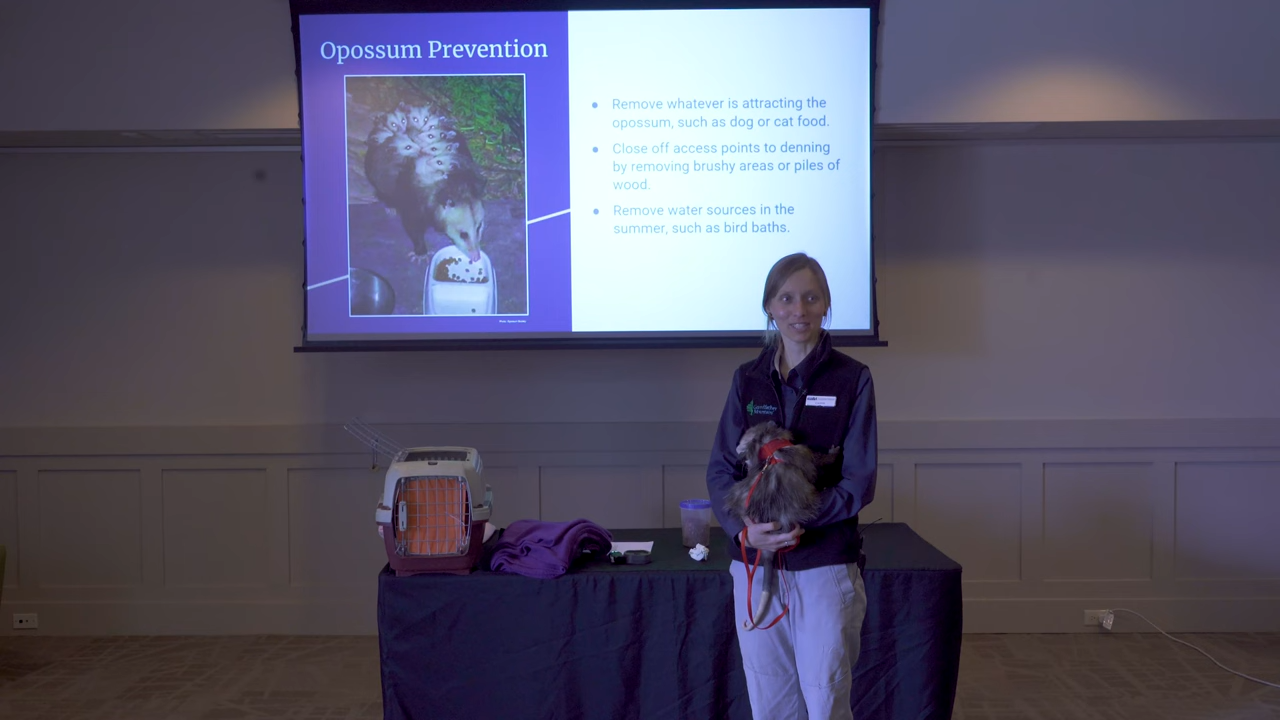 Opossum Prevention
● Remove whatever is attracting the
opossum, such as dog or cat food.
● Close off access points to denning
by removing brushy areas or piles of
wood.
● Remove water sources in the
summer, such as bird baths.